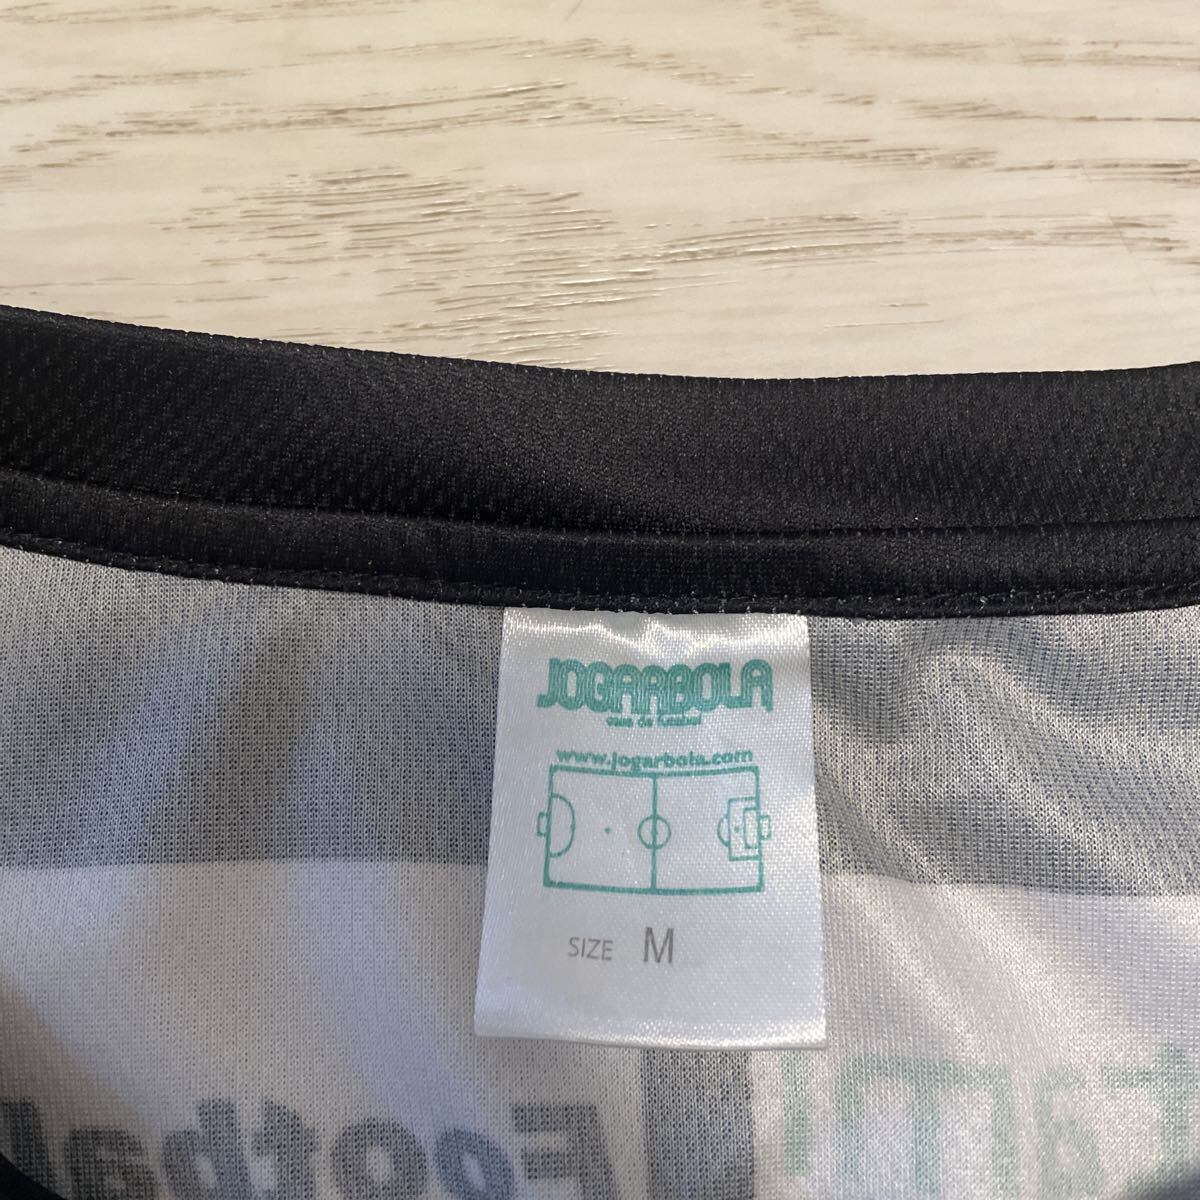 JOGARBOLA
casa de futebol
www.jogarbola.com
SIZE M